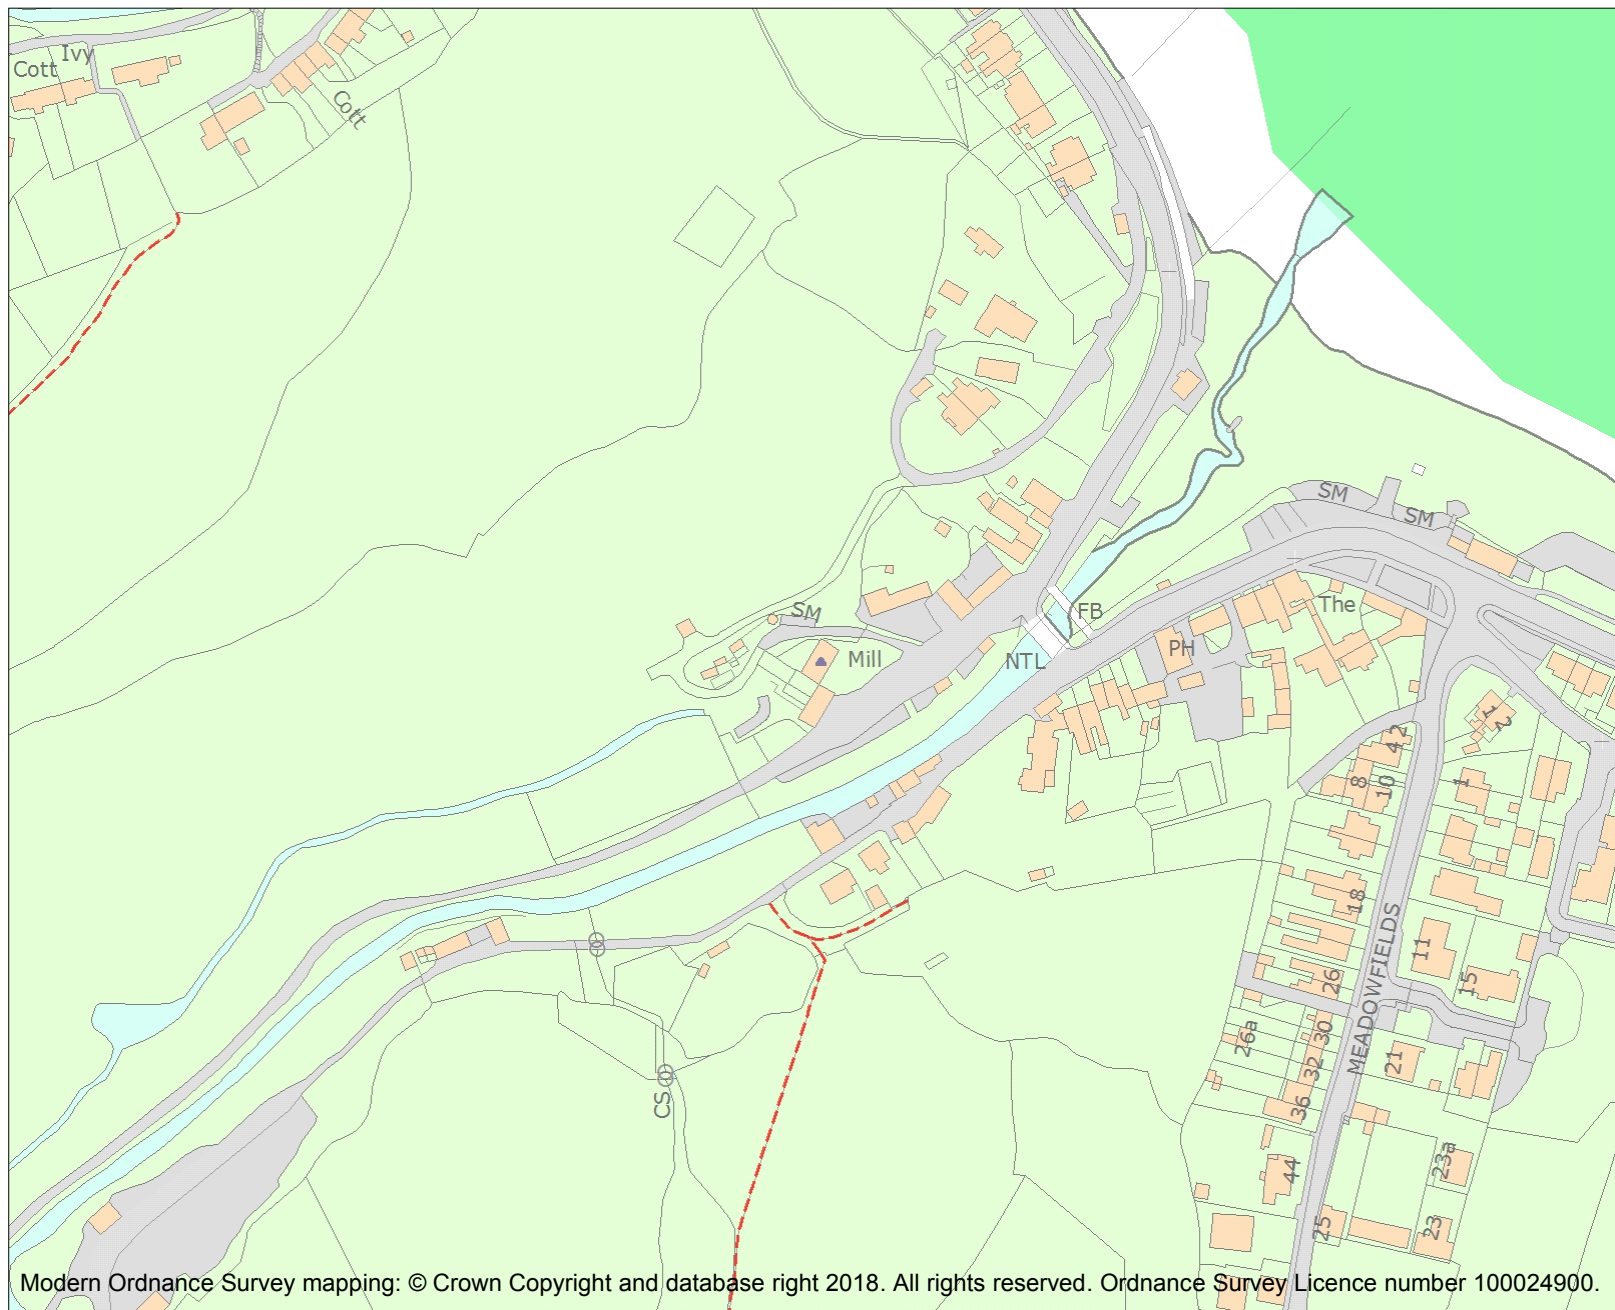 Ivy
Cott
Cott
SM
SM
SM
FB
The
Mill
NTL
PH
1
2
2
4
8
10
1
18
11
26
15
MEADOWFIELDS
26a
30
32
21
36
CS
44
23a
25
23
Modern Ordnance Survey mapping: © Crown Copyright and database right 2018. All rights reserved. Ordnance Survey Licence number 100024900.